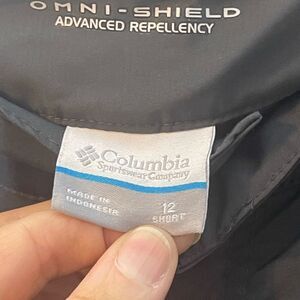 OMNI-SHIELD
ADVANCED REPELLENCY
Columbia
Sportswear Company
MADE IN
INDONESIA
12
SHORT